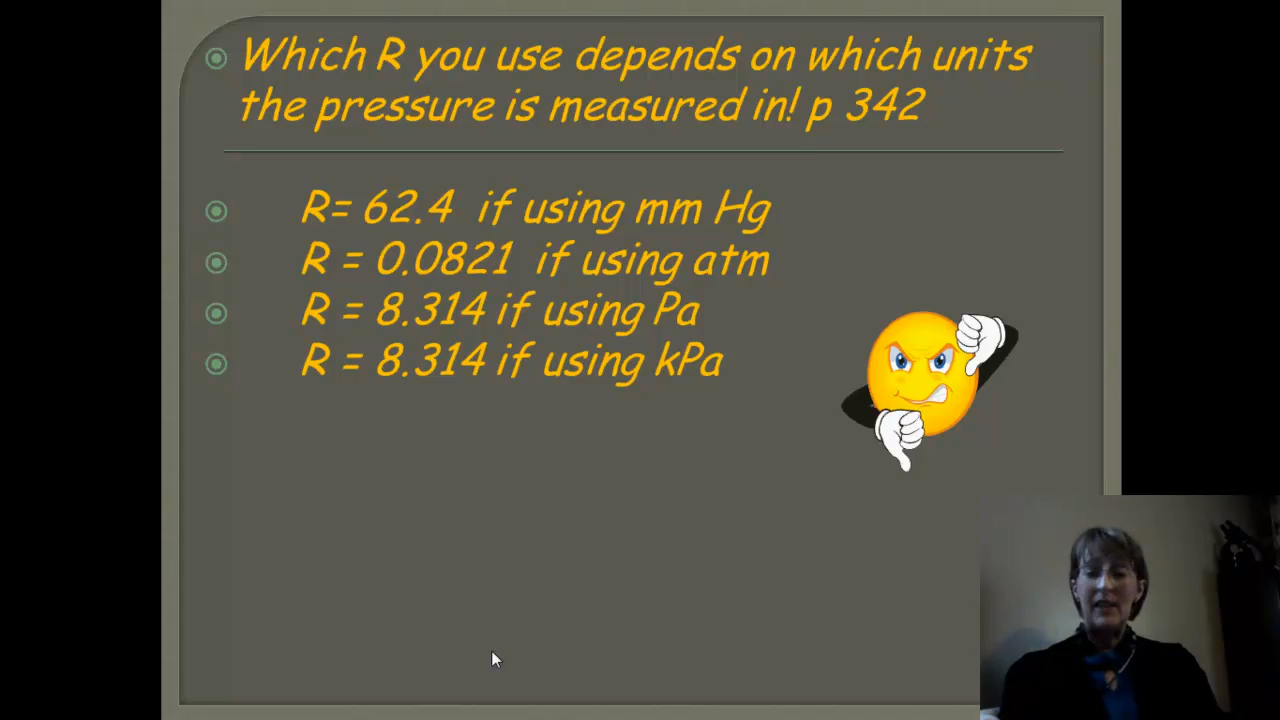 Which R you use depends on which units
the pressure is measured in! p 342
R= 62.4 if using mm Hg
R = 0.0821 if using atm
R = 8.314 if using Pa
R = 8.314 if using kPa